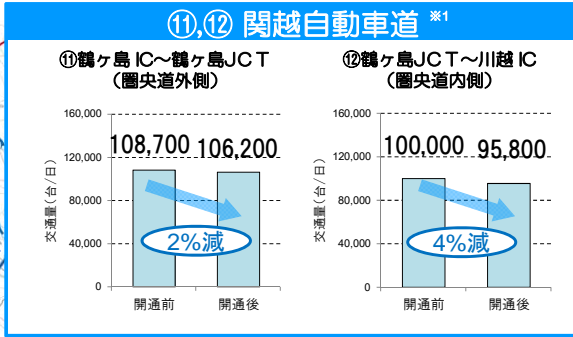 ⑪,⑫ 関越自動車道 ※1
⑪鶴ヶ島 IC～鶴ヶ島JCT
（圏央道外側）
160,000
120,000
80,000
40,000
0
交通量(台/日)
108,700
106,200
2%減
開通前
開通後
⑫鶴ヶ島JCT～川越 IC
（圏央道内側）
160,000
120,000
80,000
40,000
0
交通量(台/日)
100,000
95,800
4%減
開通前
開通後